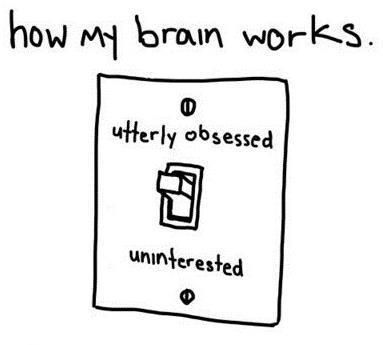 how my brain works.
utterly obsessed
uninterested